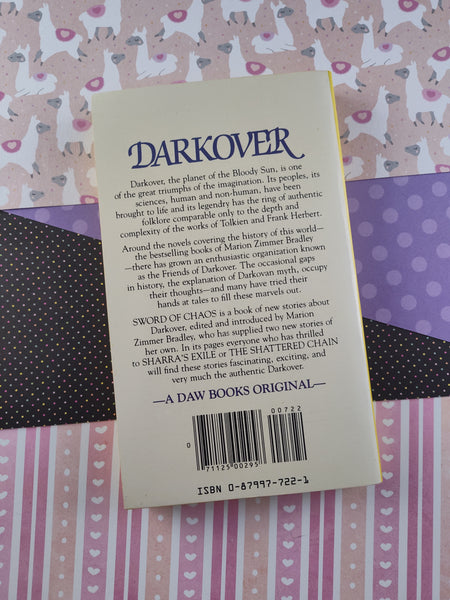 DARKOVER
Darkover, the planet of the Bloody Sun, is one
of the great triumphs of the imagination. Its peoples, its
sciences, human and non-human, have been
brought to life and its legendry has the ring of authentic
folklore comparable only to the depth and
complexity of the works of Tolkien and Frank Herbert.
Around the novels covering the history of this world—
the bestselling books of Marion Zimmer Bradley
—there has grown an enthusiastic organization known
as the Friends of Darkover. The occasional gaps
in history, the explanation of Darkovan myth, occupy
their thoughts—and many have tried their
hands at tales to fill these marvels out.
SWORD OF CHAOS is a book of new stories about
Darkover, edited and introduced by Marion
Zimmer Bradley, who has supplied two new stories of
her own. In its pages everyone who has thrilled
to SHARRA'S EXILE or THE SHATTERED CHAIN
will find these stories fascinating, exciting, and
very much the authentic Darkover.
—A DAW BOOKS ORIGINAL—
00722
0
71125 00295
ISBN 0-87997-722-1